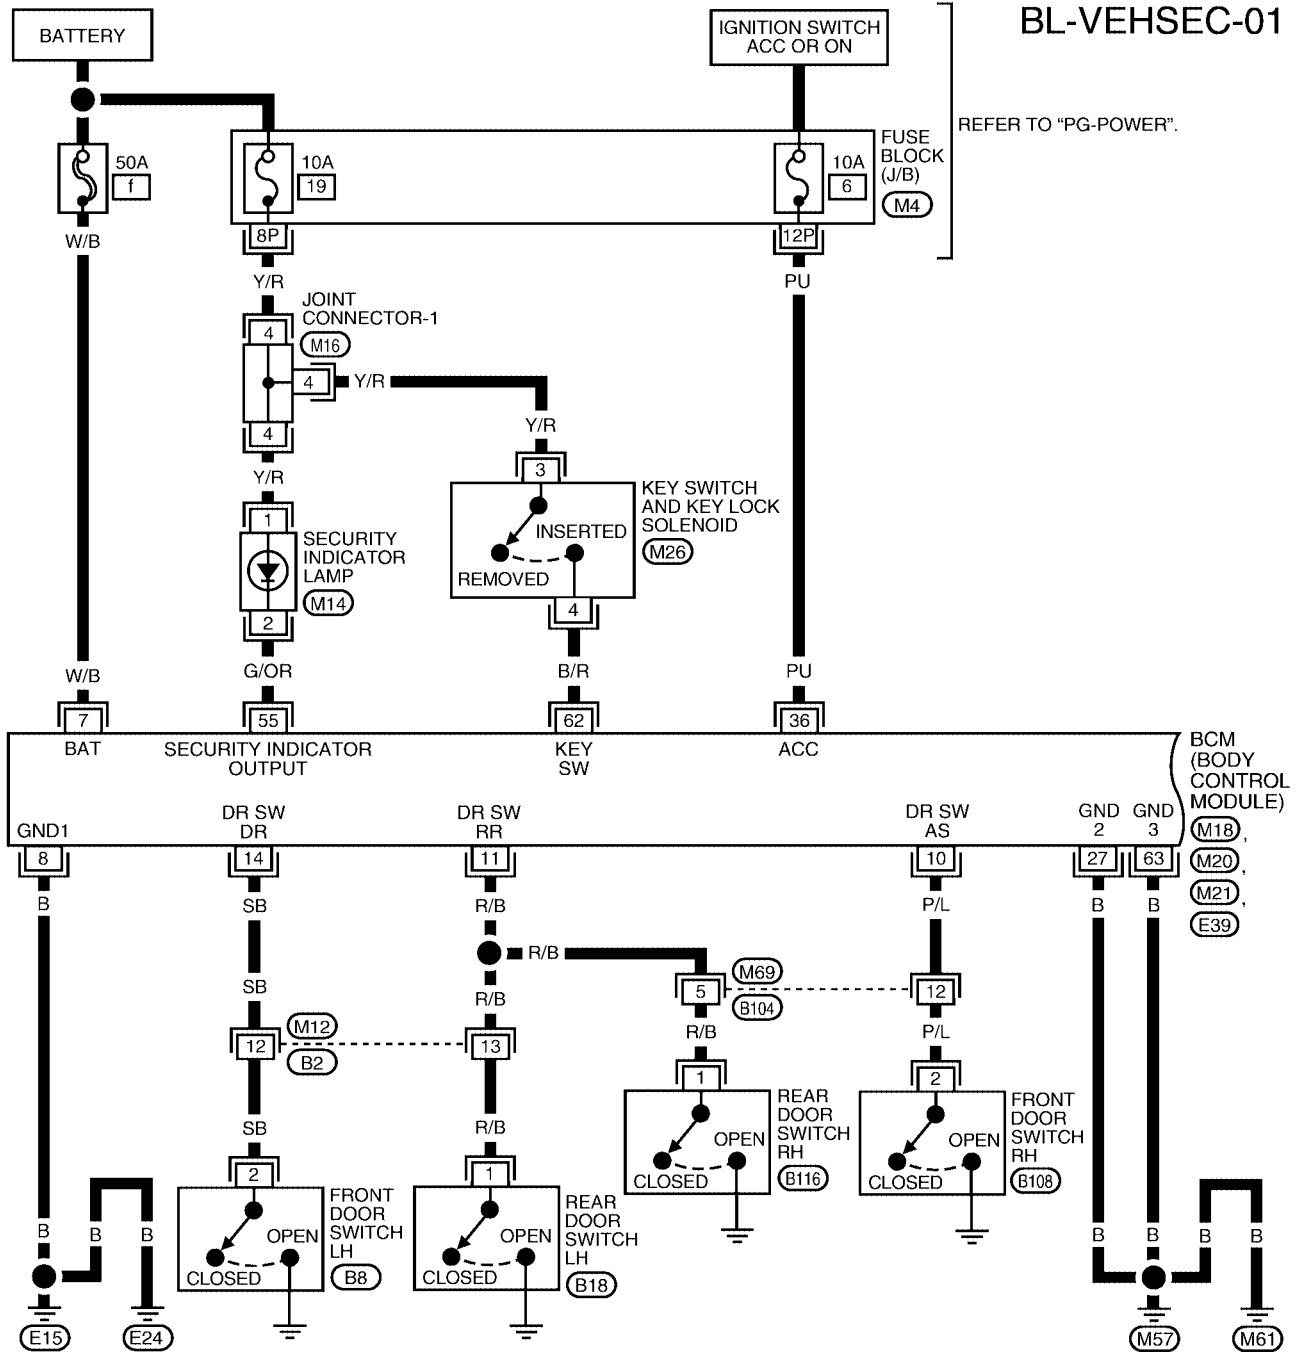 BL-VEHSEC-01
BATTERY
IGNITION SWITCH
ACC OR ON
REFER TO “PG-POWER”.
50A
f
10A
19
10A
6
FUSE
BLOCK
(J/B)
M4
W/B
8P
12P
Y/R
PU
JOINT
CONNECTOR-1
M16
4
4
Y/R
4
Y/R
Y/R
3
KEY SWITCH
AND KEY LOCK
SOLENOID
M26
INSERTED
REMOVED
4
1
SECURITY
INDICATOR
LAMP
M14
2
W/B
G/OR
B/R
PU
7
55
62
36
BAT
SECURITY INDICATOR
OUTPUT
KEY
SW
ACC
BCM
(BODY
CONTROL
MODULE)
M18,
M20,
M21,
E39
GND1
DR SW
DR
DR SW
RR
DR SW
AS
GND
2
GND
3
8
14
11
10
27
63
B
SB
R/B
P/L
B
B
R/B
SB
R/B
5
M69
B104
12
R/B
P/L
12
M12
B2
13
1
2
REAR
DOOR
SWITCH
RH
B116
OPEN
CLOSED
FRONT
DOOR
SWITCH
RH
B108
OPEN
CLOSED
SB
R/B
2
1
FRONT
DOOR
SWITCH
LH
B8
OPEN
CLOSED
REAR
DOOR
SWITCH
LH
B18
OPEN
CLOSED
B
B
B
B
B
B
B
E15
E24
M57
M61